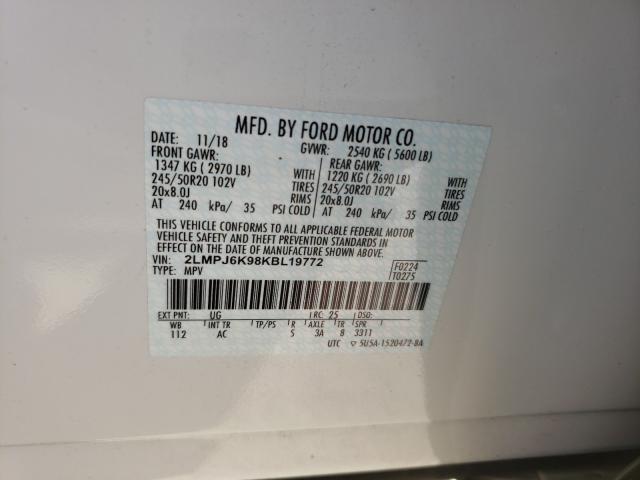 MFD. BY FORD MOTOR CO.
DATE: 11/18 GVWR: 2540 KG ( 5600 LB)
FRONT GAWR: REAR GAWR:
1347 KG ( 2970 LB) WITH 1220 KG ( 2690 LB) WITH
245/50R20 102V TIRES 245/50R20 102V TIRES
20x8.0J RIMS 20x8.0J RIMS
AT 240 kPa/ 35 PSI COLD AT 240 kPa/ 35 PSI COLD
THIS VEHICLE CONFORMS TO ALL APPLICABLE FEDERAL MOTOR
VEHICLE SAFETY AND THEFT PREVENTION STANDARDS IN
EFFECT ON THE DATE OF MANUFACTURE SHOWN ABOVE.
VIN: 2LMPJ6K98KBL19772
TYPE: MPV
F0224
T0275
EXT PNT: UG RC: 25 DSO:
WB INT TR TP/PS R AXLE TR SPR
112 AC S 3A 8 3311
UTC ▽ 5U5A-1520472-BA